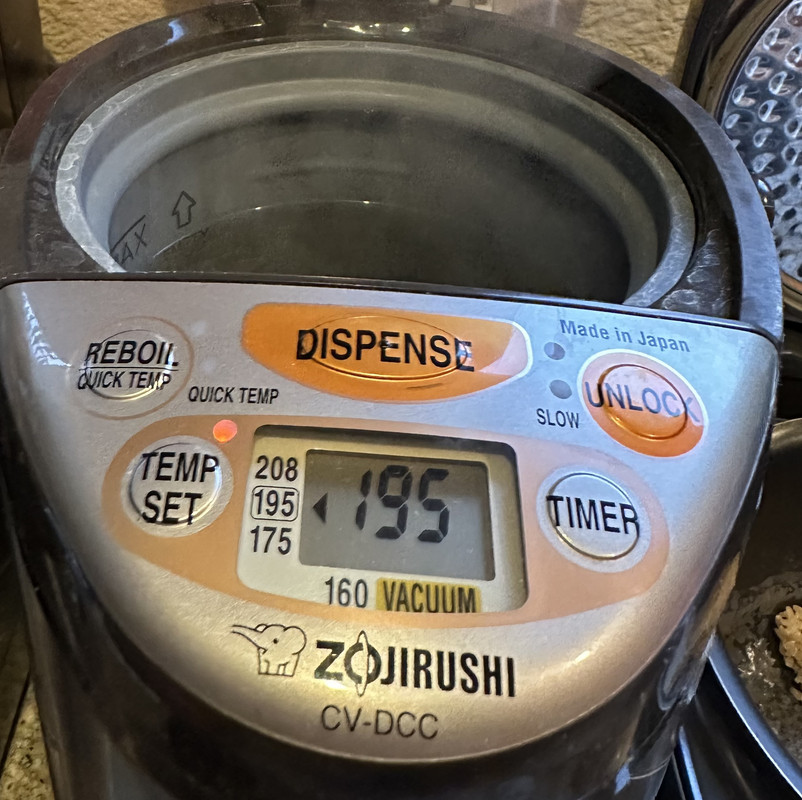 MAX
REBOIL
QUICK TEMP
QUICK TEMP
DISPENSE
Made in Japan
SLOW
UNLOCK
TEMP
SET
208
195
175
195
160 VACUUM
TIMER
ZOJIRUSHI
CV-DCC